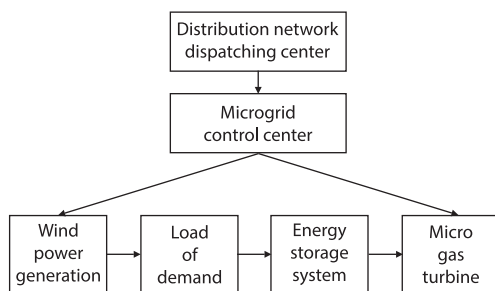 Distribution network
dispatching center
Microgrid
control center
Wind
power
generation
Load
of
demand
Energy
storage
system
Micro
gas
turbine